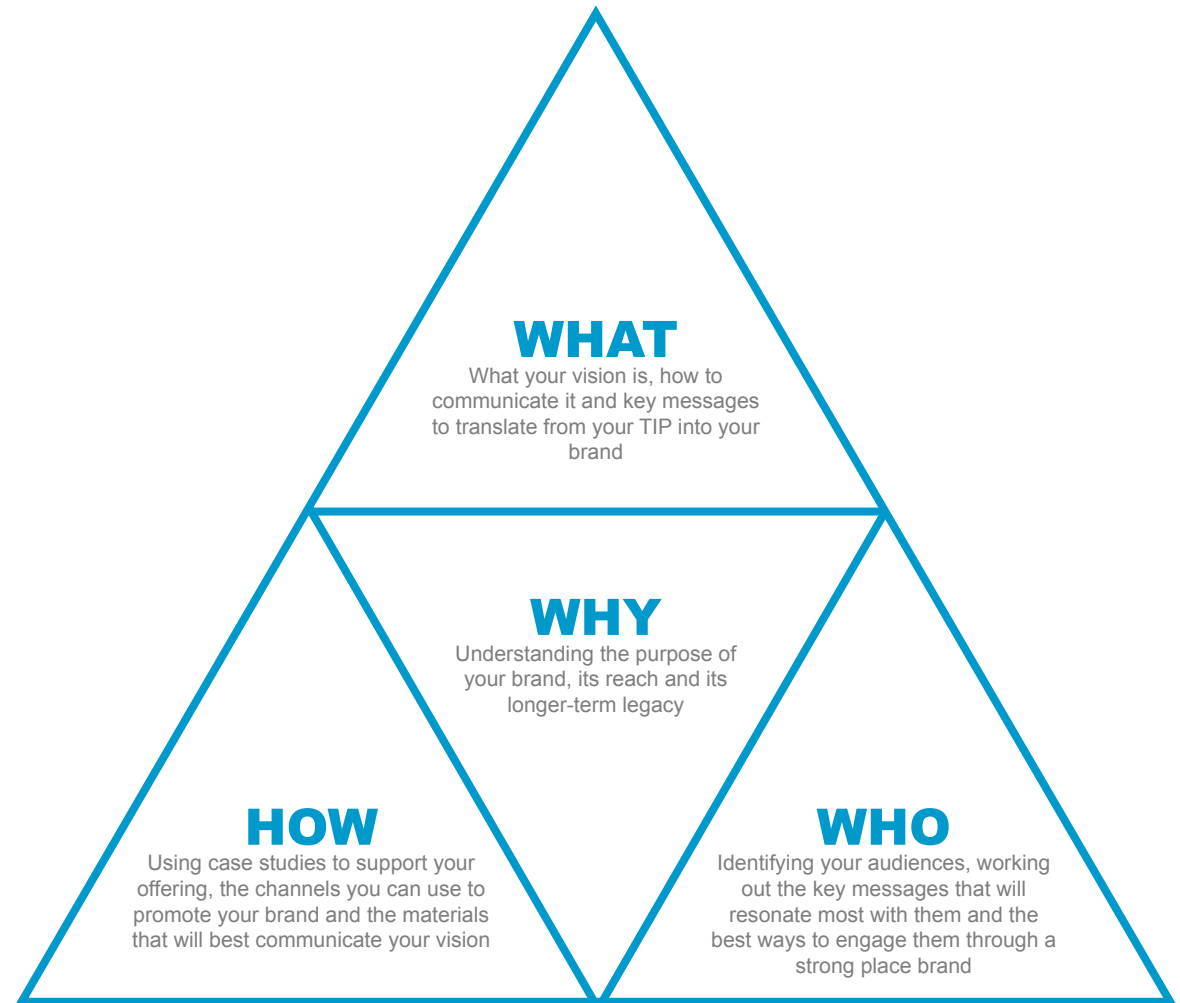 WHAT
What your vision is, how to
communicate it and key messages
to translate from your TIP into your
brand
WHY
Understanding the purpose of
your brand, its reach and its
longer-term legacy
HOW
Using case studies to support your
offering, the channels you can use to
promote your brand and the materials
that will best communicate your vision
WHO
Identifying your audiences, working
out the key messages that will
resonate most with them and the
best ways to engage them through a
strong place brand